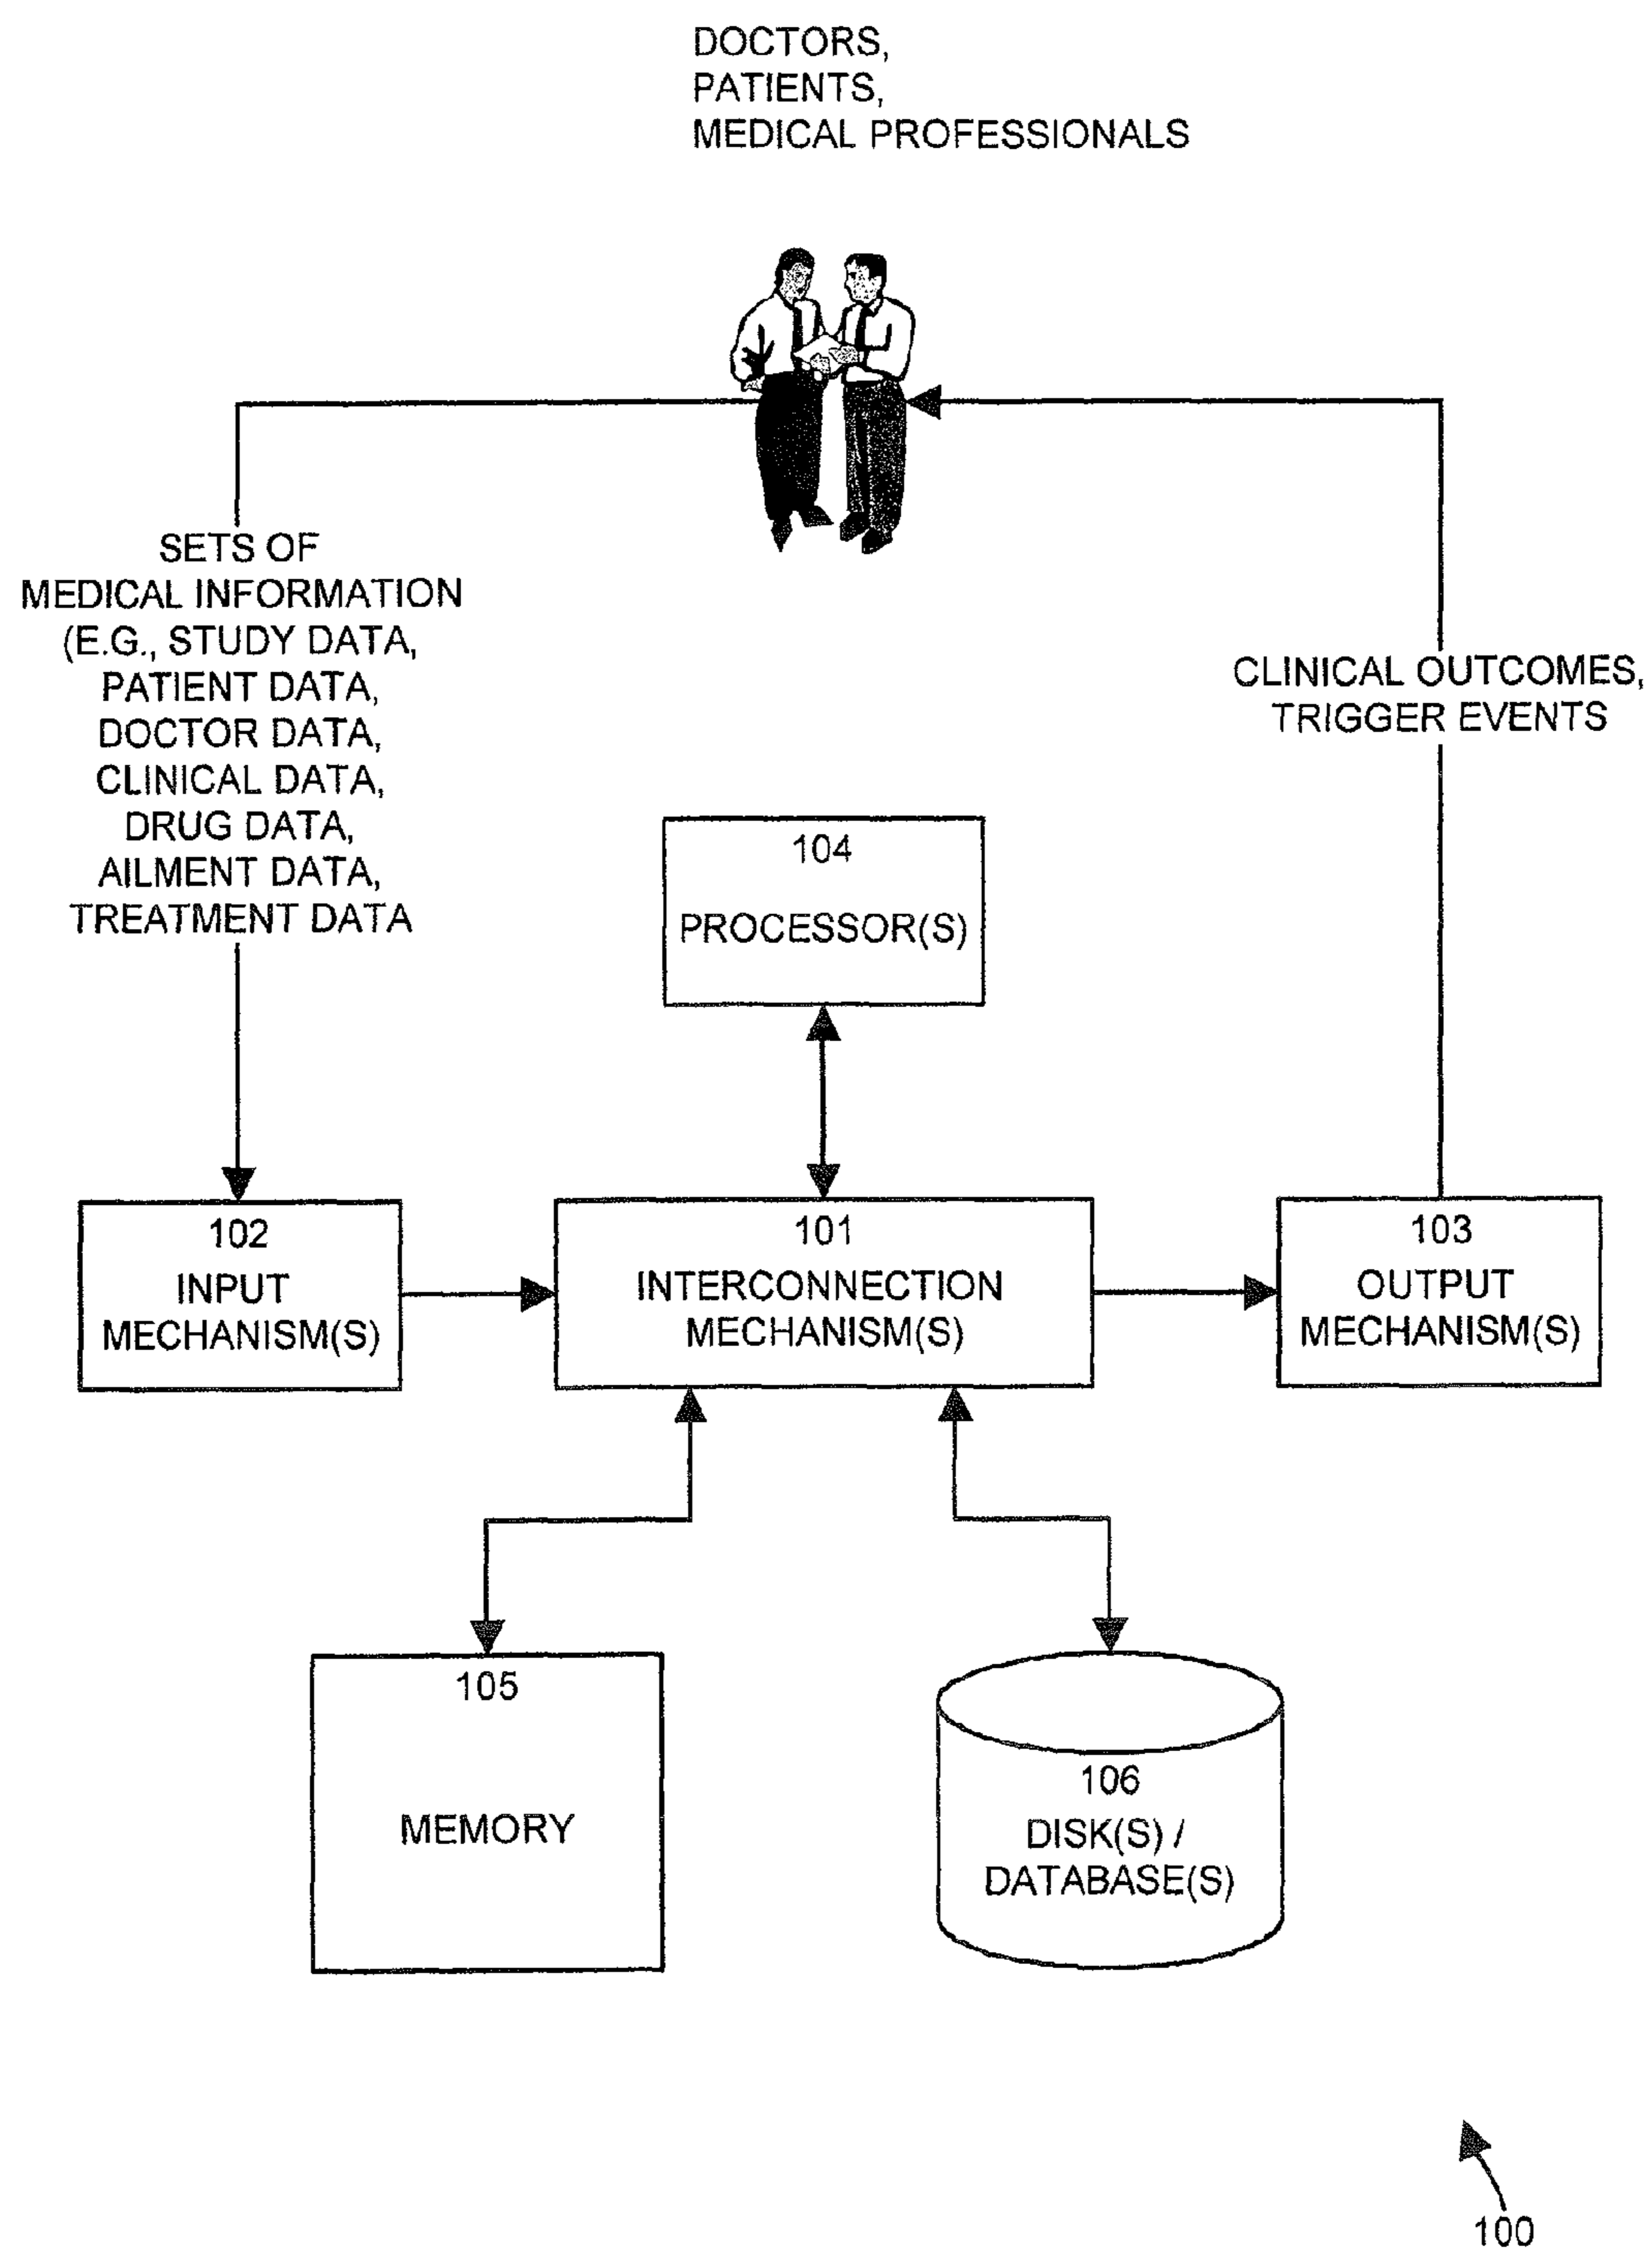 DOCTORS,
PATIENTS,
MEDICAL PROFESSIONALS
SETS OF
MEDICAL INFORMATION
(E.G., STUDY DATA,
PATIENT DATA,
DOCTOR DATA,
CLINICAL DATA,
DRUG DATA,
AILMENT DATA,
TREATMENT DATA
CLINICAL OUTCOMES,
TRIGGER EVENTS
104
PROCESSOR(S)
102
INPUT
MECHANISM(S)
101
INTERCONNECTION
MECHANISM(S)
103
OUTPUT
MECHANISM(S)
105
MEMORY
106
DISK(S) /
DATABASE(S)
100